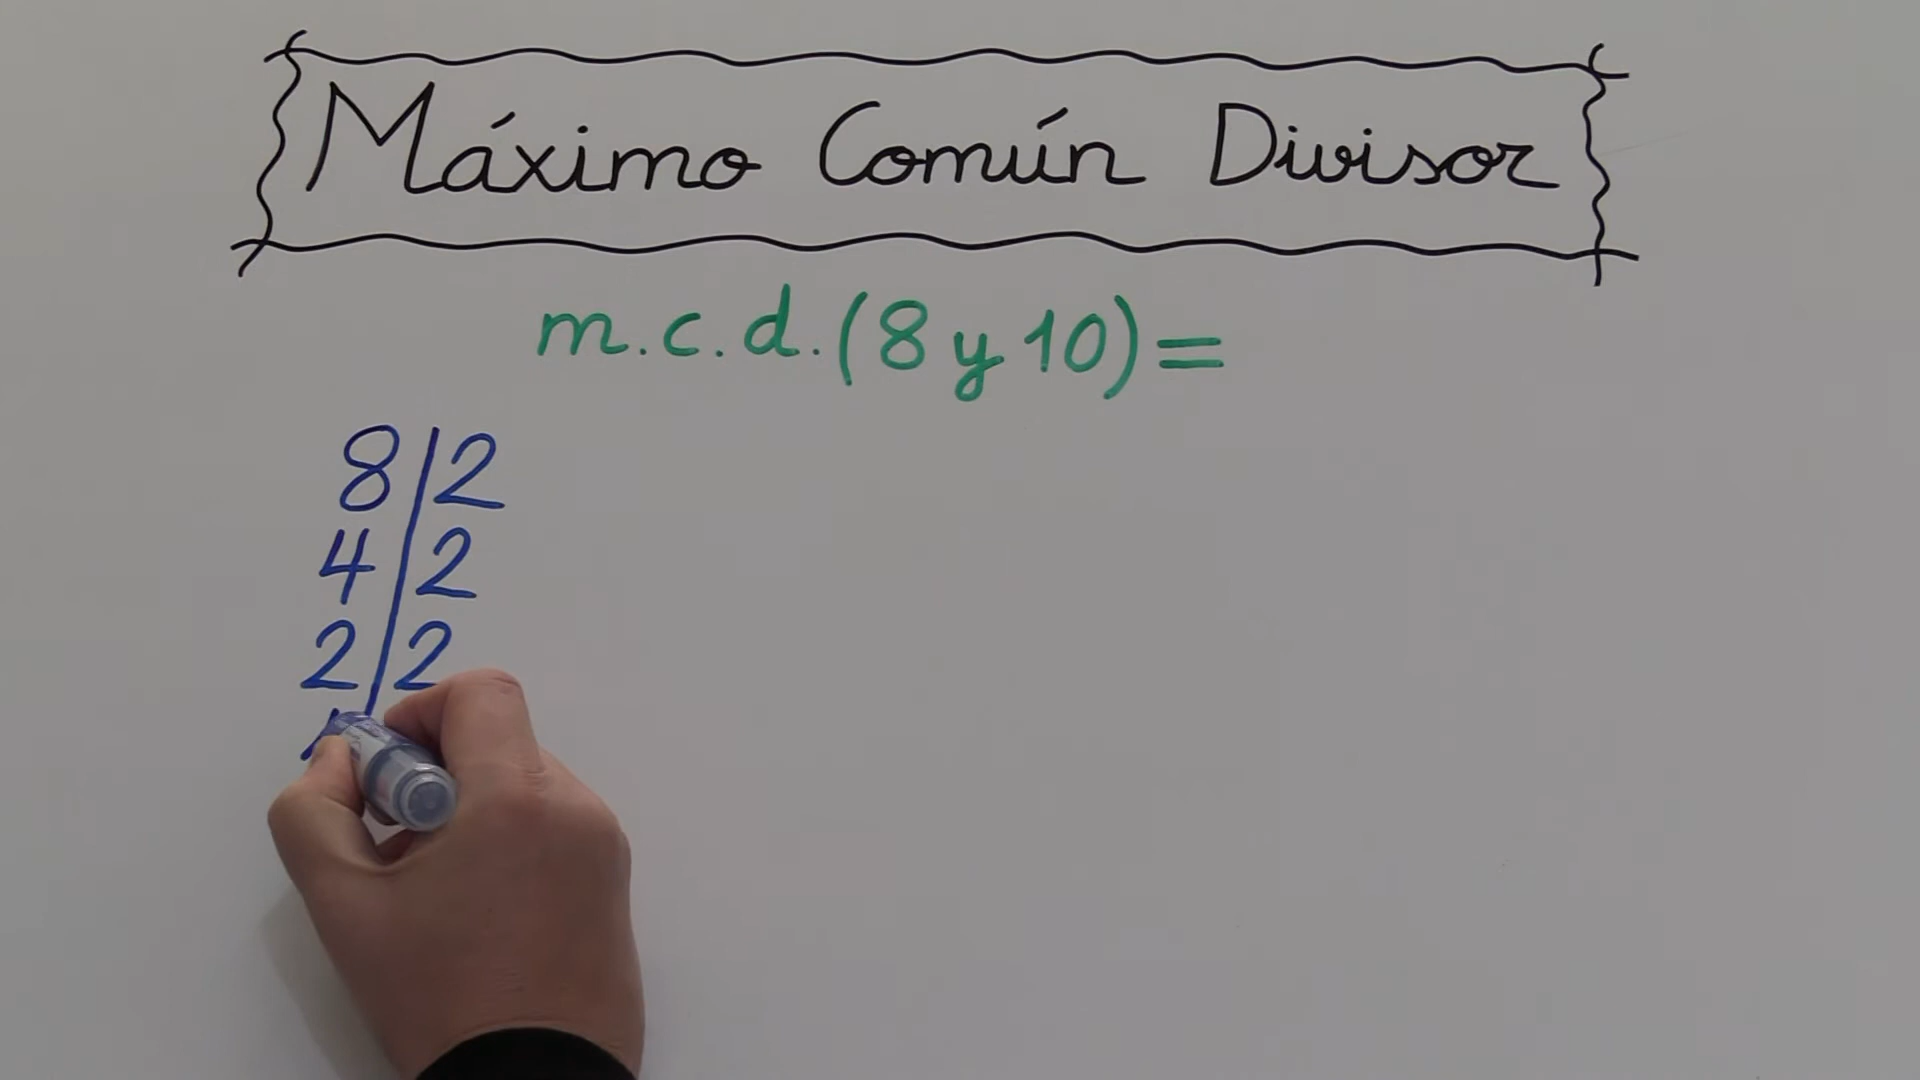 Máximo Común Divisor
m.c.d. (8 y 10) =
8 | 2
4 | 2
2 | 2